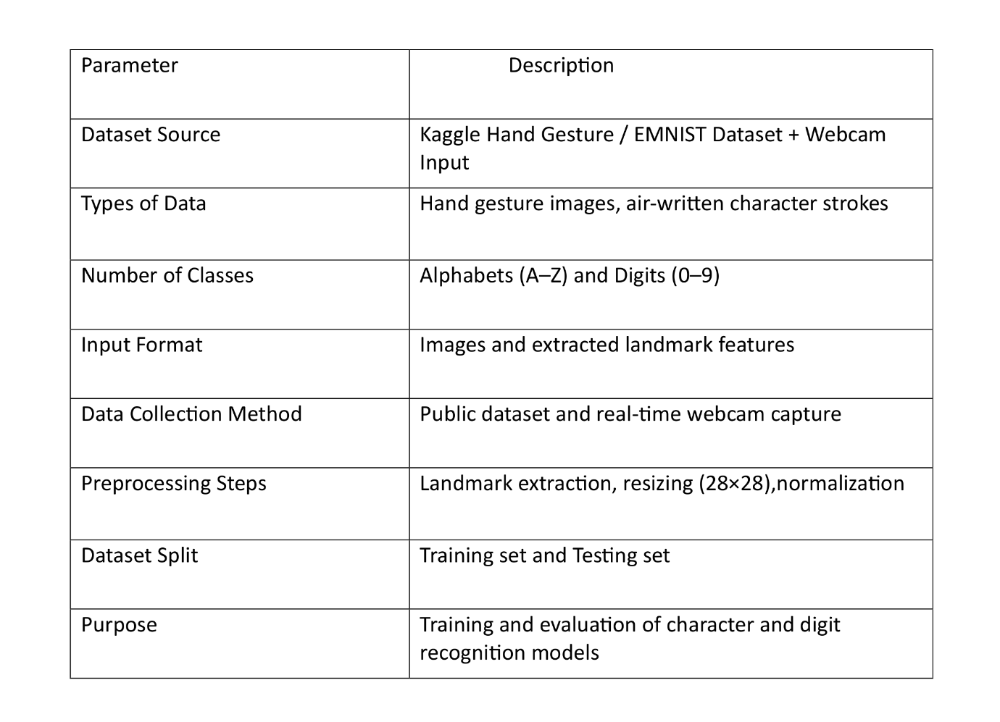 Parameter Description
Dataset Source Kaggle Hand Gesture / EMNIST Dataset + Webcam
Input
Types of Data Hand gesture images, air-written character strokes
Number of Classes Alphabets (A–Z) and Digits (0–9)
Input Format Images and extracted landmark features
Data Collection Method Public dataset and real-time webcam capture
Preprocessing Steps Landmark extraction, resizing (28×28),normalization
Dataset Split Training set and Testing set
Purpose Training and evaluation of character and digit
recognition models